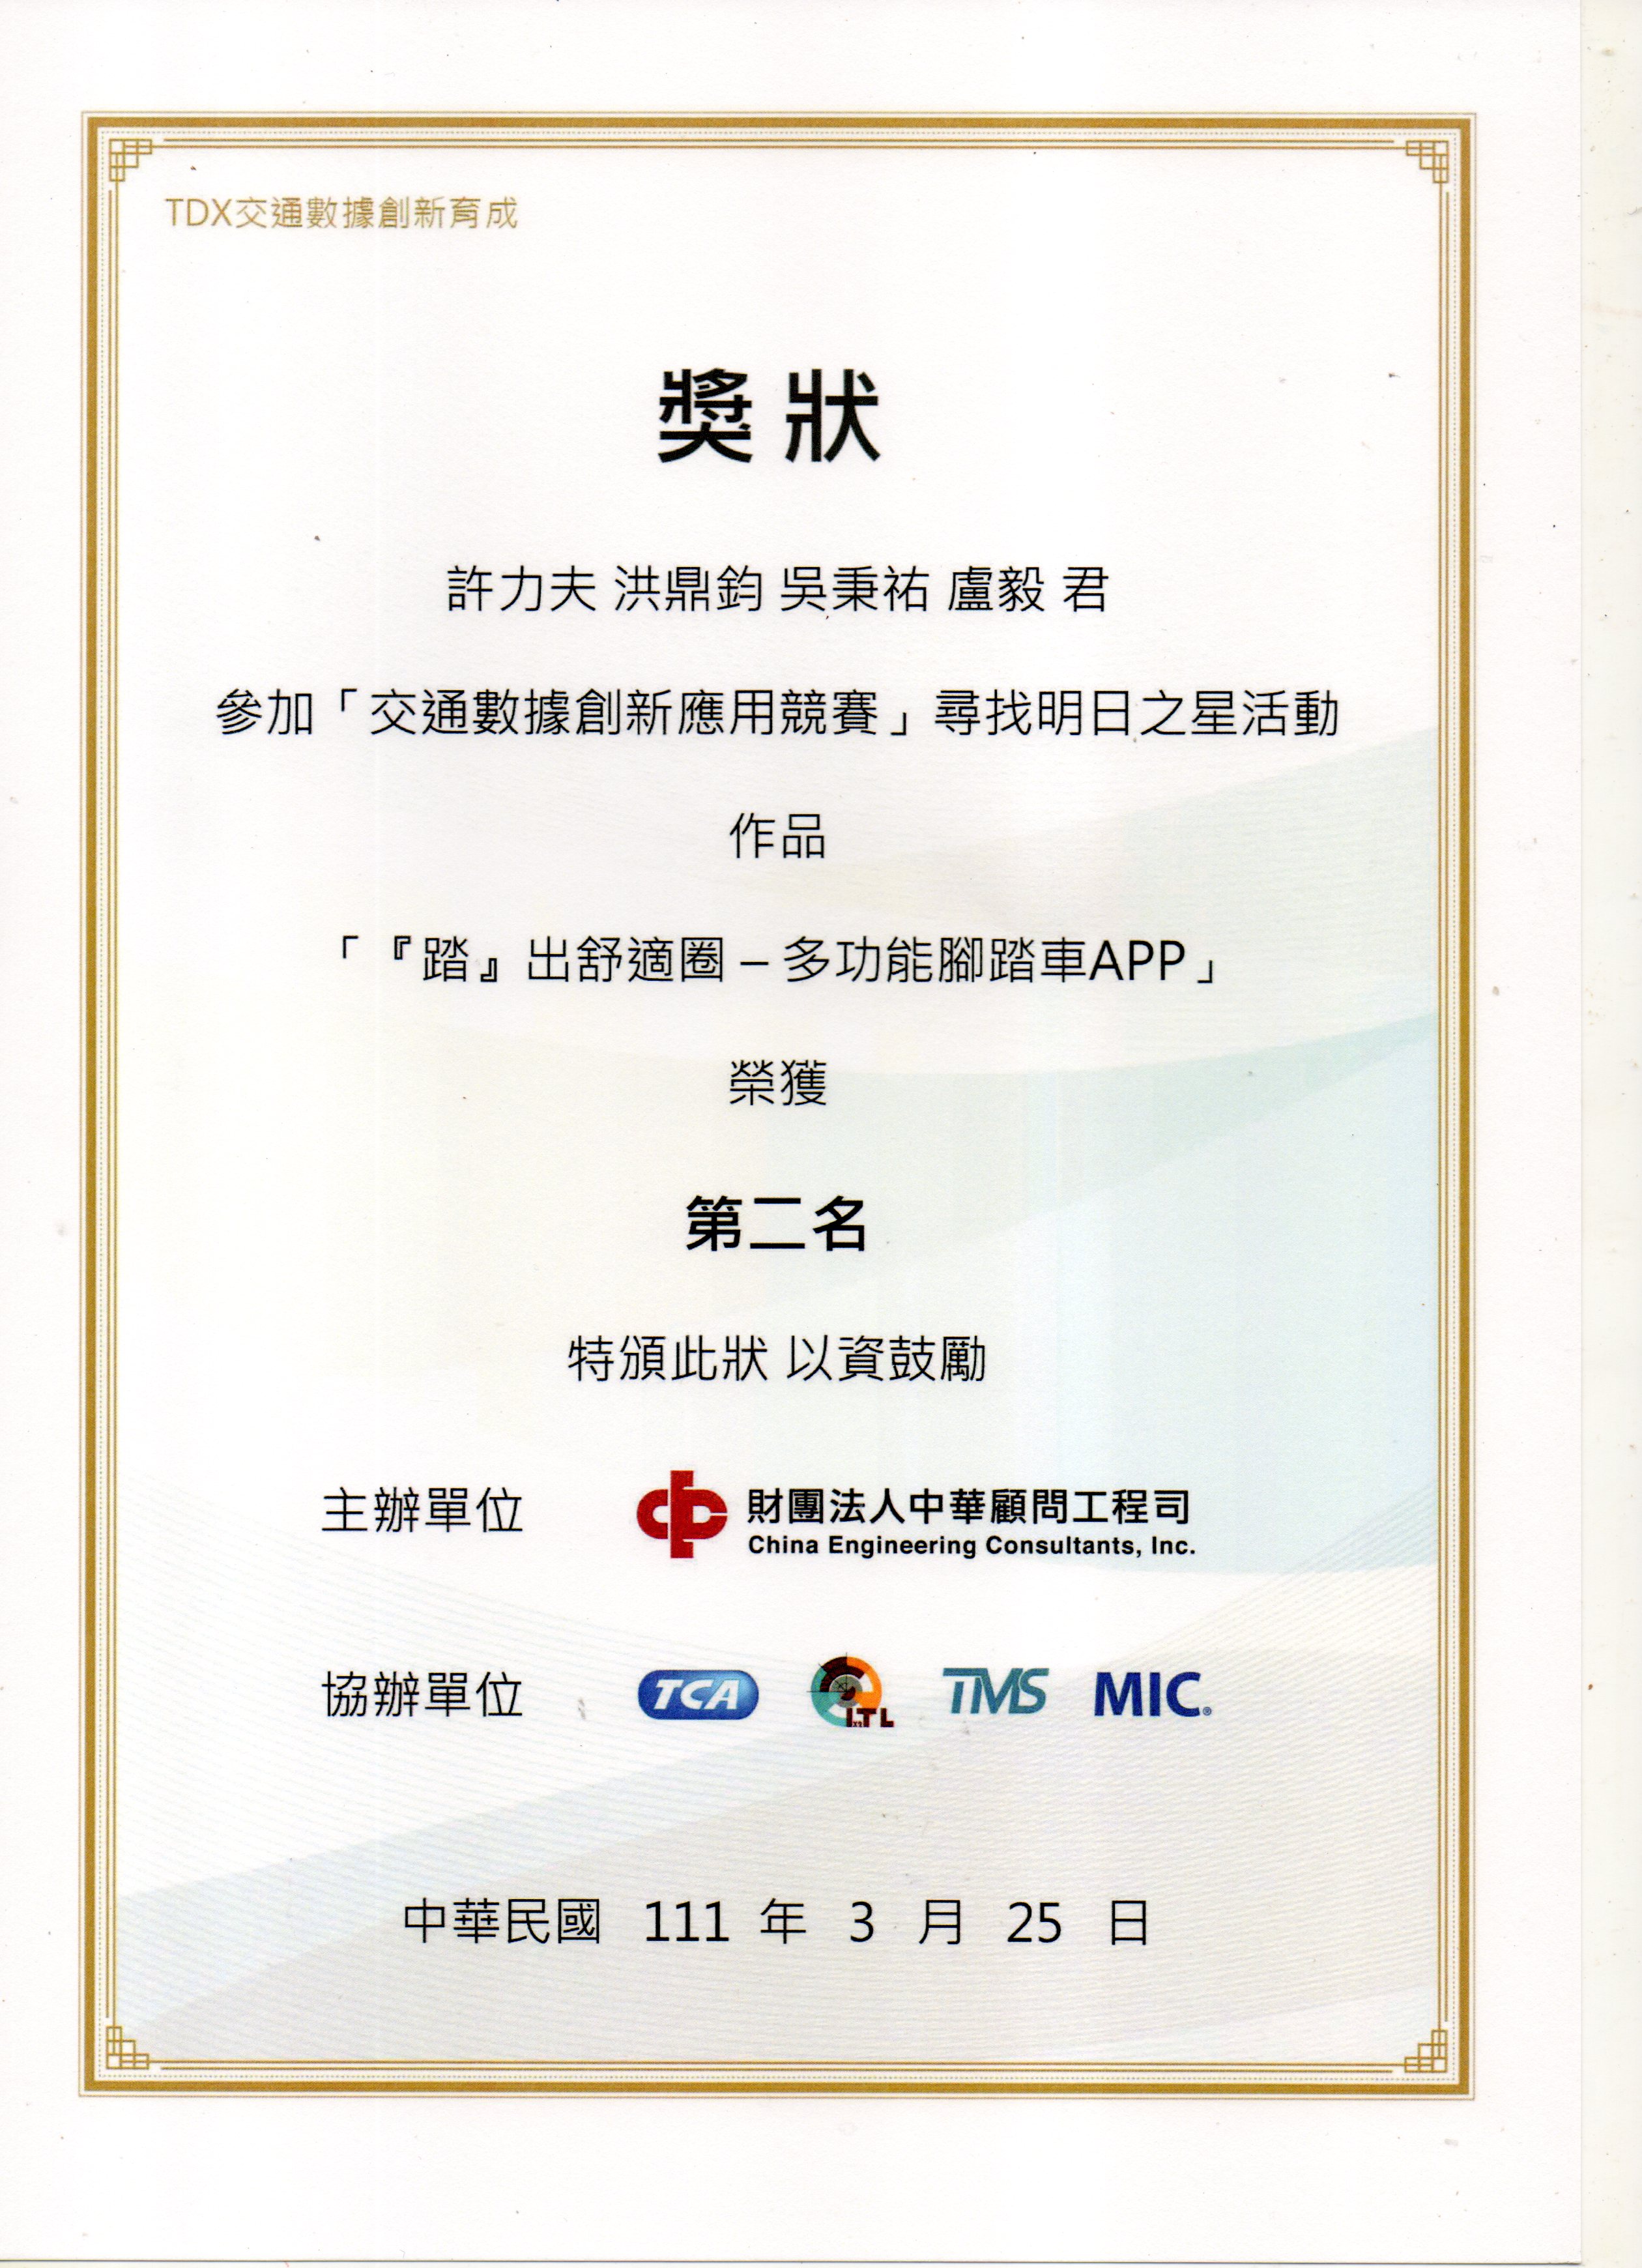 TDX交通數據創新育成
獎狀
許力夫 洪鼎鈞 吳秉祐 盧毅 君
參加「交通數據創新應用競賽」尋找明日之星活動
作品
「『踏』出舒適圈－多功能腳踏車APP」
榮獲
第二名
特頒此狀 以資鼓勵
主辦單位 財團法人中華顧問工程司
China Engineering Consultants, Inc.
協辦單位 TCA I.T.L TMS MIC®
中華民國 111 年 3 月 25 日